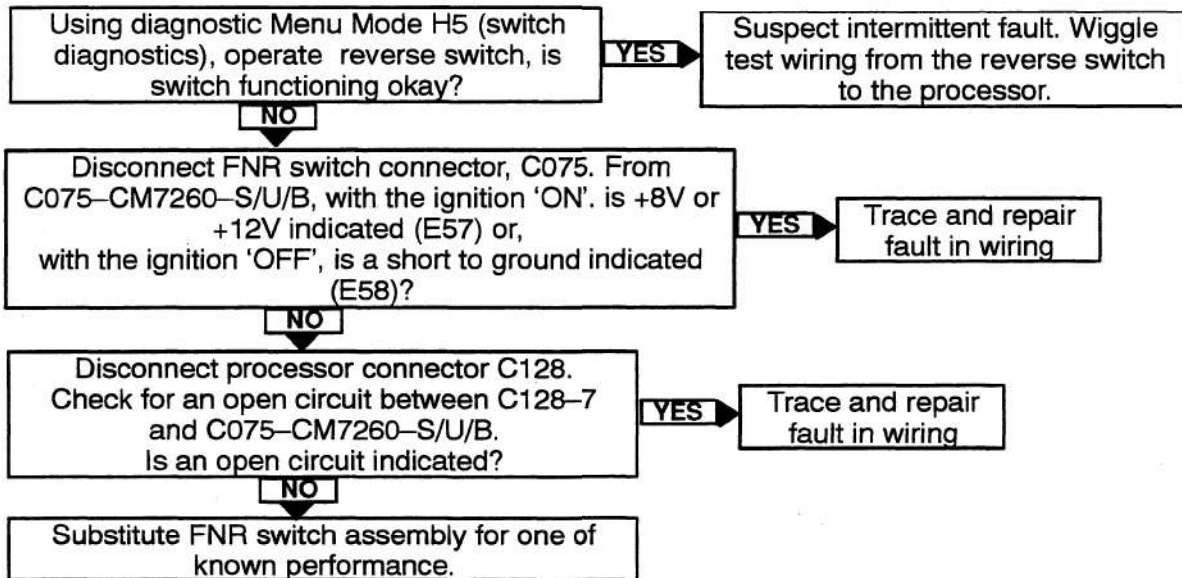 Using diagnostic Menu Mode H5 (switch
diagnostics), operate reverse switch, is
switch functioning okay?
YES
Suspect intermittent fault. Wiggle
test wiring from the reverse switch
to the processor.
NO
Disconnect FNR switch connector, C075. From
C075–CM7260–S/U/B, with the ignition ‘ON’. is +8V or
+12V indicated (E57) or,
with the ignition ‘OFF’, is a short to ground indicated
(E58)?
YES
Trace and repair
fault in wiring
NO
Disconnect processor connector C128.
Check for an open circuit between C128–7
and C075–CM7260–S/U/B.
Is an open circuit indicated?
YES
Trace and repair
fault in wiring
NO
Substitute FNR switch assembly for one of
known performance.